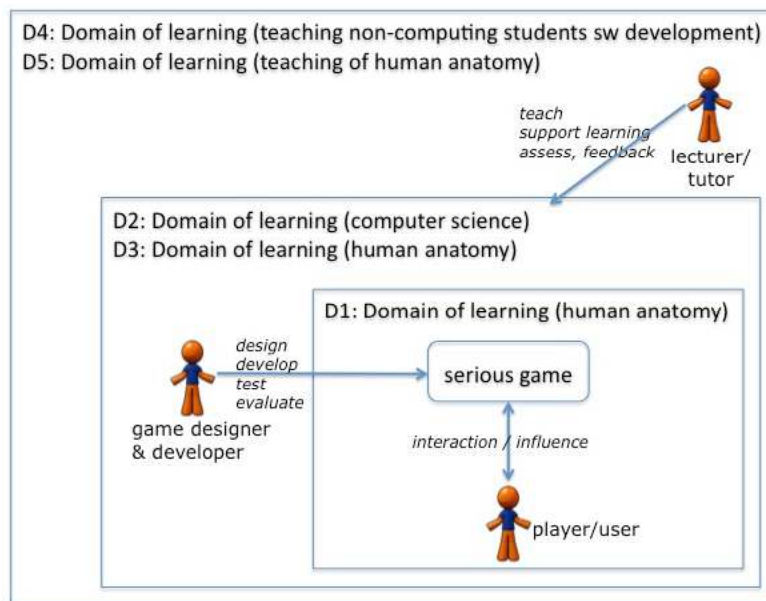 D4: Domain of learning (teaching non-computing students sw development)
D5: Domain of learning (teaching of human anatomy)
teach
support learning
assess, feedback
lecturer/
tutor
D2: Domain of learning (computer science)
D3: Domain of learning (human anatomy)
D1: Domain of learning (human anatomy)
design
develop
test
evaluate
serious game
game designer
& developer
interaction / influence
player/user